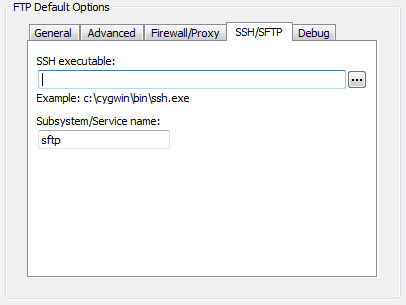 FTP Default Options
General Advanced Firewall/Proxy SSH/SFTP Debug
SSH executable:
...
Example: c:\cygwin\bin\ssh.exe
Subsystem/Service name:
sftp